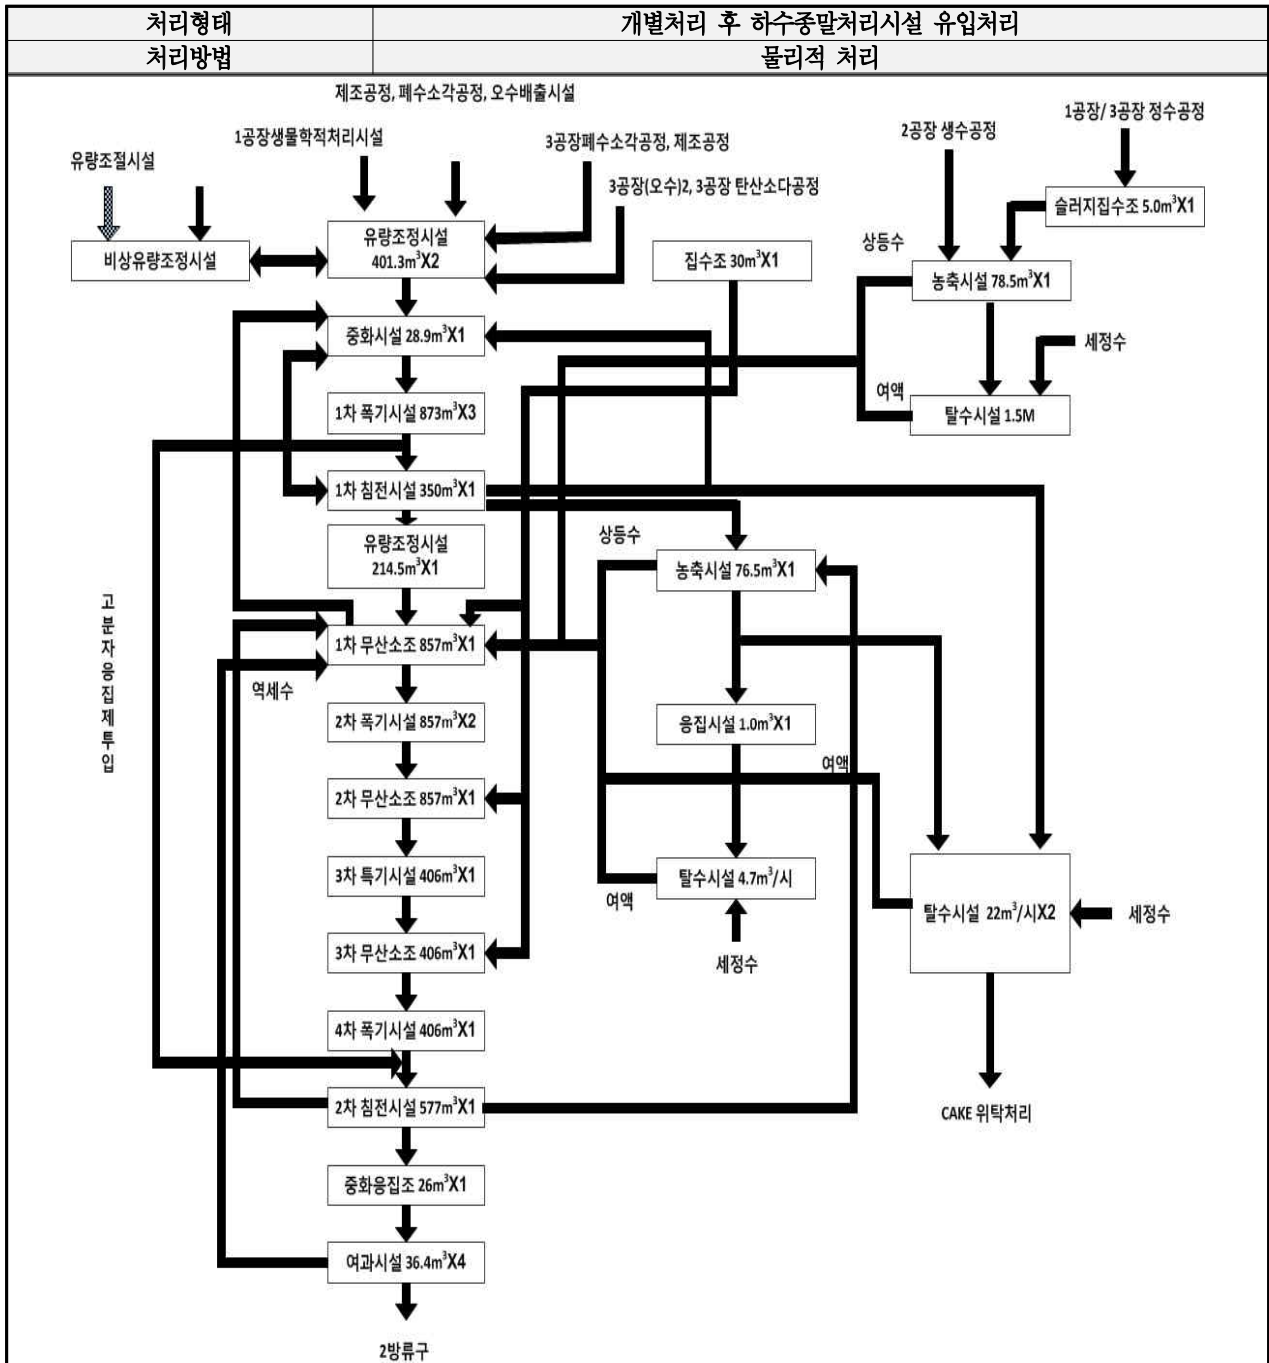 처리형태 개별처리 후 하수종말처리시설 유입처리
처리방법 물리적 처리
제조공정, 폐수소각공정, 오수배출시설
1공장생물학적처리시설
3공장폐수소각공정, 제조공정
2공장 생수공정
1공장/ 3공장 정수공정
유량조절시설
3공장(오수)2, 3공장 탄산소다공정
슬러지집수조 5.0m³X1
비상유량조정시설
유량조정시설
401.3m³X2
집수조 30m³X1
상등수
농축시설 78.5m³X1
중화시설 28.9m³X1
세정수
여액
1차 폭기시설 873m³X3
탈수시설 1.5M
1차 침전시설 350m³X1
상등수
유량조정시설
214.5m³X1
농축시설 76.5m³X1
고분자응집제투입
1차 무산소조 857m³X1
역세수
2차 폭기시설 857m³X2
응집시설 1.0m³X1
여액
2차 무산소조 857m³X1
3차 특기시설 406m³X1
탈수시설 4.7m³/시
여액
탈수시설 22m³/시X2
세정수
3차 무산소조 406m³X1
세정수
4차 폭기시설 406m³X1
2차 침전시설 577m³X1
CAKE 위탁처리
중화응집조 26m³X1
여과시설 36.4m³X4
2방류구